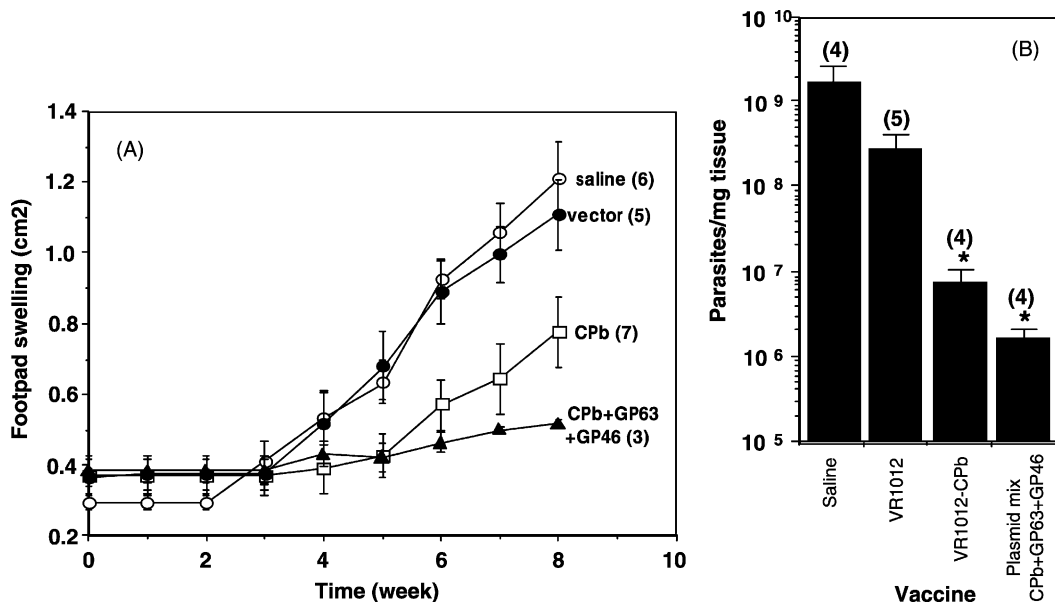 (A)
Footpad swelling (cm2)
1.4
1.2
1.0
0.8
0.6
0.4
0.2
0 2 4 6 8 10
Time (week)
saline (6)
vector (5)
CPb (7)
CPb+GP63
+GP46 (3)
(B)
Parasites/mg tissue
10 10
10 9
10 8
10 7
10 6
10 5
(4)
(5)
(4)
*
(4)
*
Saline
VR1012
VR1012-CPb
Plasmid mix
CPb+GP63+GP46
Vaccine